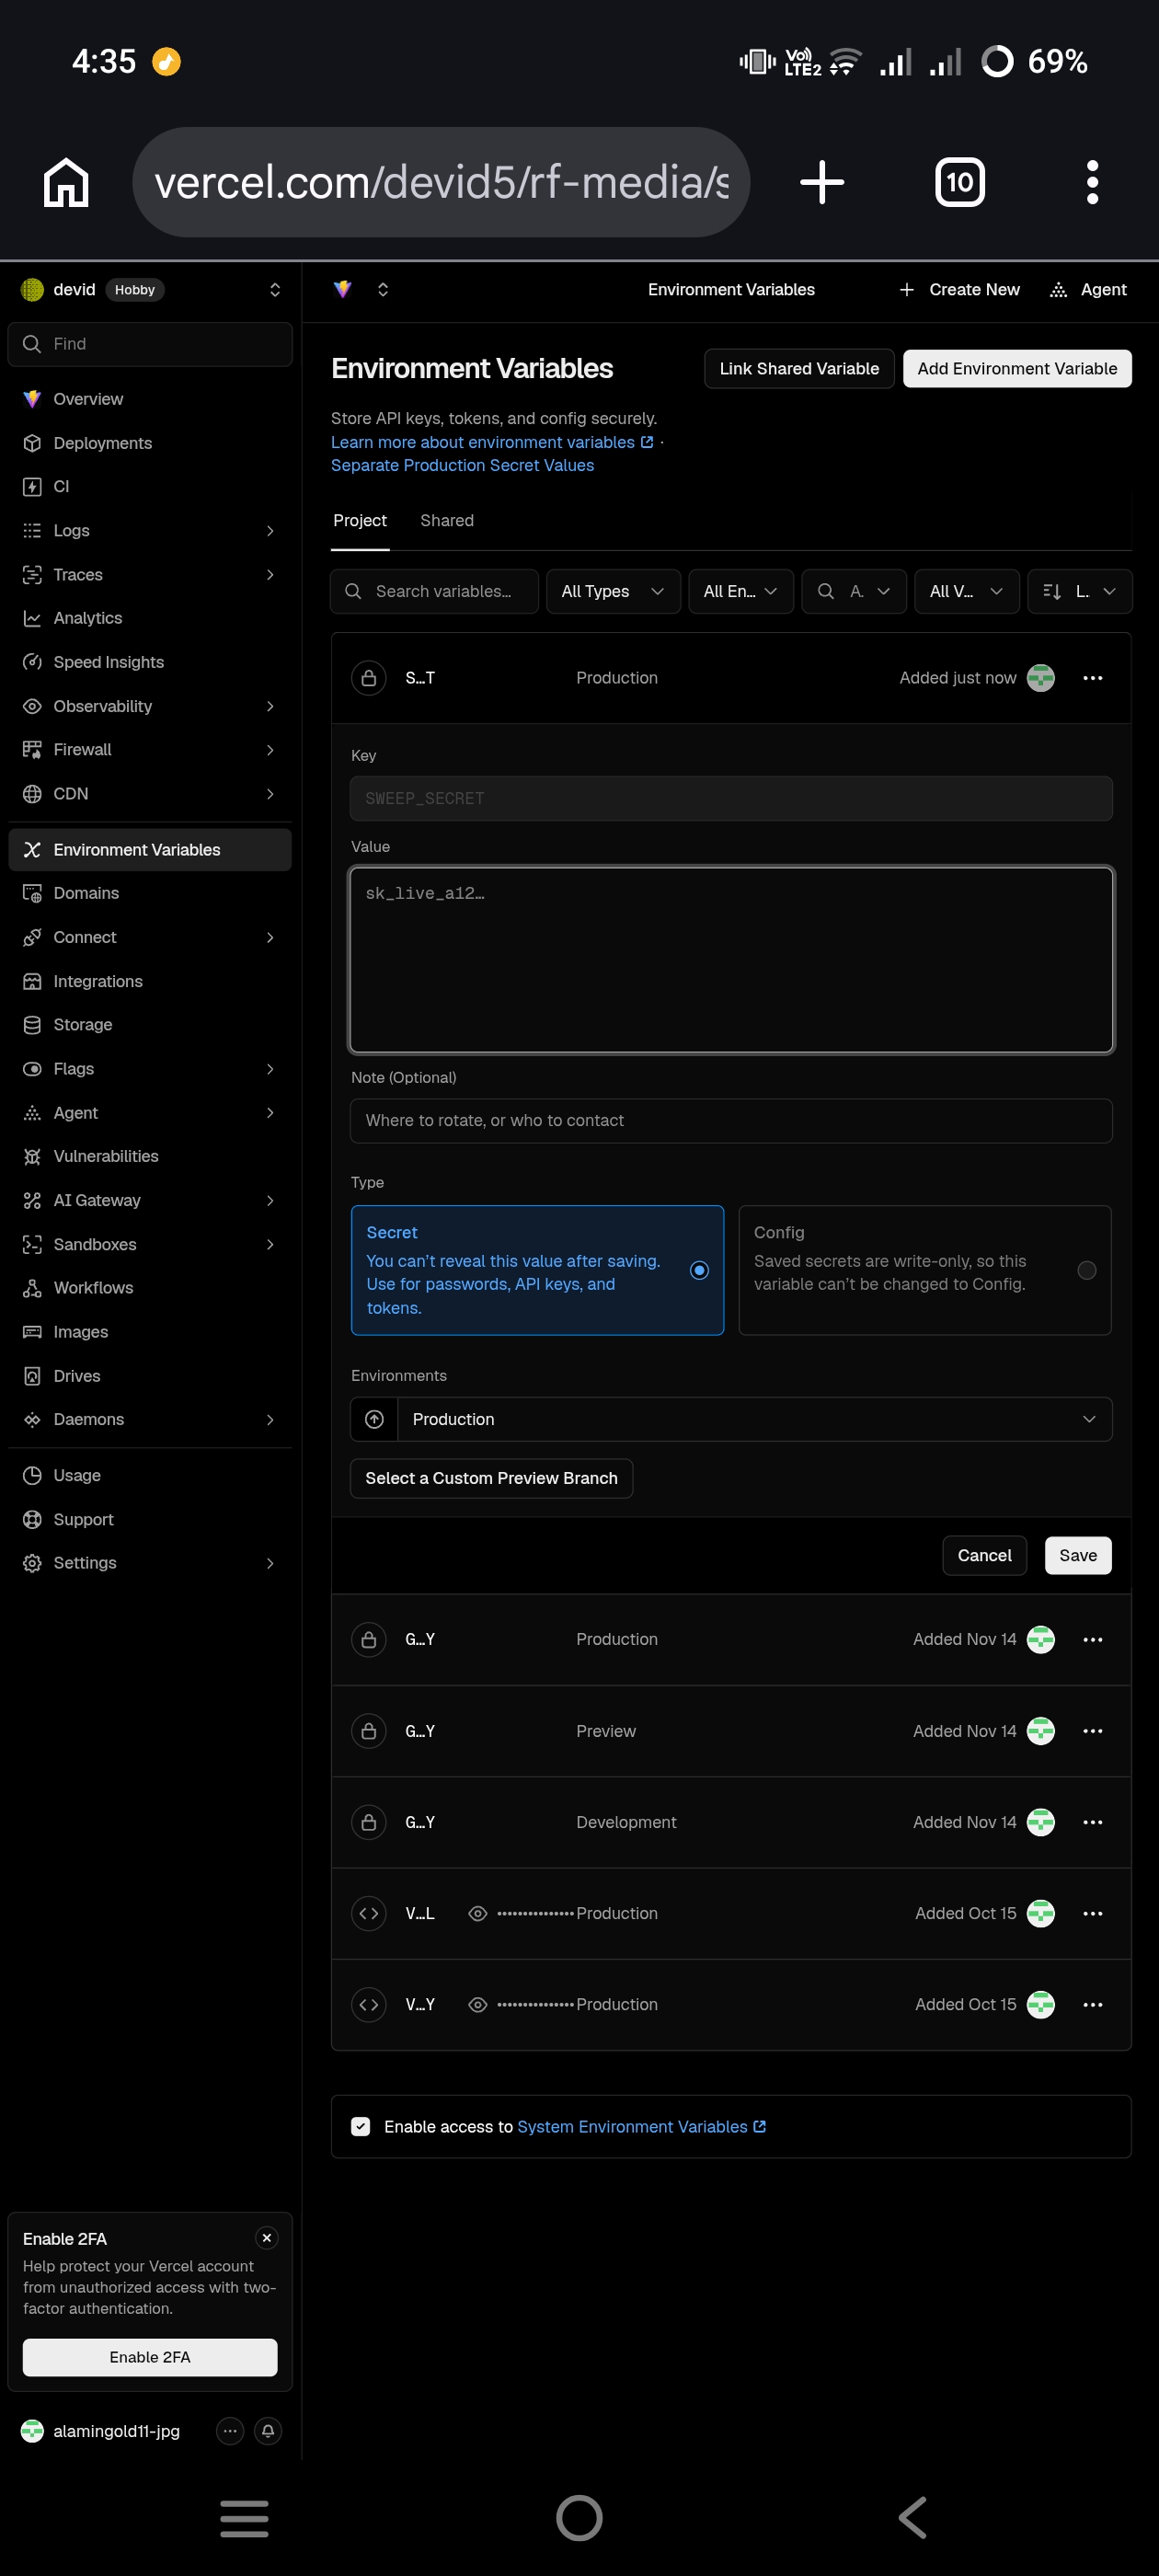 4:35
Vo)) LTE2
69%
vercel.com/devid5/rf-media/s
10
devid Hobby
Find
Overview
Deployments
CI
Logs
Traces
Analytics
Speed Insights
Observability
Firewall
CDN
Environment Variables
Domains
Connect
Integrations
Storage
Flags
Agent
Vulnerabilities
AI Gateway
Sandboxes
Workflows
Images
Drives
Daemons
Usage
Support
Settings
Enable 2FA
Help protect your Vercel account
from unauthorized access with two-
factor authentication.
Enable 2FA
alamingold11-jpg
Environment Variables
Create New
Agent
Environment Variables
Link Shared Variable
Add Environment Variable
Store API keys, tokens, and config securely.
Learn more about environment variables ·
Separate Production Secret Values
Project Shared
Search variables... All Types All En... A. All V... L.
S...T Production Added just now
Key
SWEEP_SECRET
Value
sk_live_a12…
Note (Optional)
Where to rotate, or who to contact
Type
Secret
You can’t reveal this value after saving.
Use for passwords, API keys, and
tokens.
Config
Saved secrets are write-only, so this
variable can’t be changed to Config.
Environments
Production
Select a Custom Preview Branch
Cancel Save
G...Y Production Added Nov 14
G...Y Preview Added Nov 14
G...Y Development Added Nov 14
V...L ••••••••••••••• Production Added Oct 15
V...Y ••••••••••••••• Production Added Oct 15
Enable access to System Environment Variables